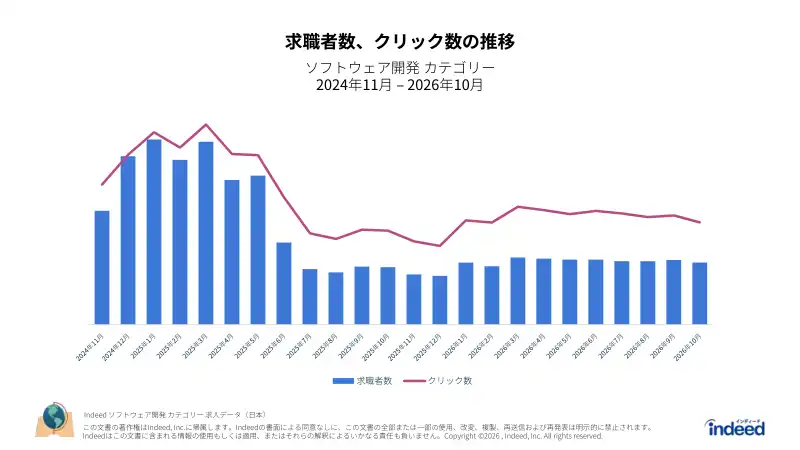 求職者数、クリック数の推移
ソフトウェア開発 カテゴリー
2024年11月 – 2026年10月
2024年11月
2024年12月
2025年1月
2025年2月
2025年3月
2025年4月
2025年5月
2025年6月
2025年7月
2025年8月
2025年9月
2025年10月
2025年11月
2025年12月
2026年1月
2026年2月
2026年3月
2026年4月
2026年5月
2026年6月
2026年7月
2026年8月
2026年9月
2026年10月
求職者数 クリック数
Indeed ソフトウェア開発 カテゴリー 求人データ（日本）
この文書の著作権はIndeed, Inc.に帰属します。Indeedの書面による同意なしに、この文書の全部または一部の使用、改変、複製、再送信および再発表は明示的に禁止されます。
Indeedはこの文書に含まれる情報の使用もしくは適用、またはそれらの解釈によるいかなる責任も負いません。Copyright ©2026 , Indeed, Inc. All rights reserved.
インディード
indeed